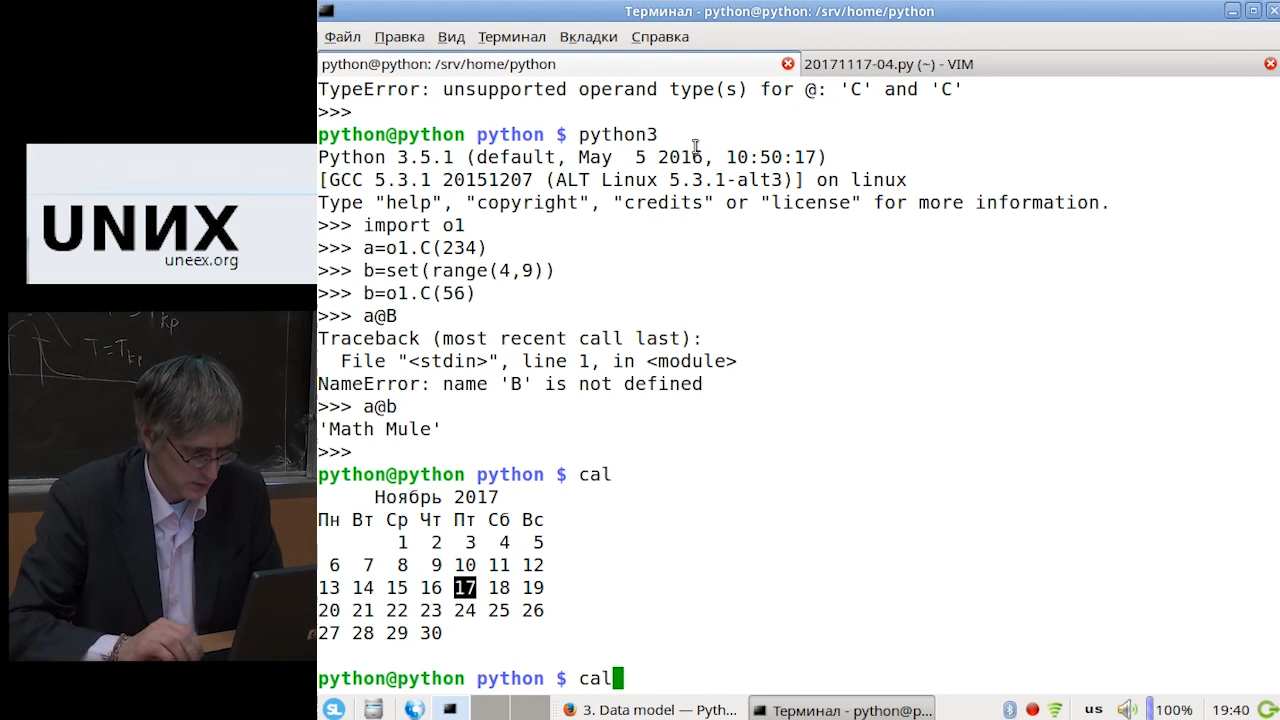 Терминал - python@python: /srv/home/python
Файл Правка Вид Терминал Вкладки Справка
python@python: /srv/home/python
20171117-04.py (~) - VIM
TypeError: unsupported operand type(s) for @: 'C' and 'C'
>>>
python@python python $ python3
Python 3.5.1 (default, May  5 2016, 10:50:17)
[GCC 5.3.1 20151207 (ALT Linux 5.3.1-alt3)] on linux
Type "help", "copyright", "credits" or "license" for more information.
>>> import o1
>>> a=o1.C(234)
>>> b=set(range(4,9))
>>> b=o1.C(56)
>>> a@B
Traceback (most recent call last):
  File "<stdin>", line 1, in <module>
NameError: name 'B' is not defined
>>> a@b
'Math Mule'
>>>
python@python python $ cal
Ноябрь 2017
Пн Вт Ср Чт Пт Сб Вс
1 2 3 4 5
6 7 8 9 10 11 12
13 14 15 16 17 18 19
20 21 22 23 24 25 26
27 28 29 30
python@python python $ cal
UNИX
uneex.org
T=Tкр
SL
3. Data model — Pyth...
Терминал - python@p...
us
100%
19:40